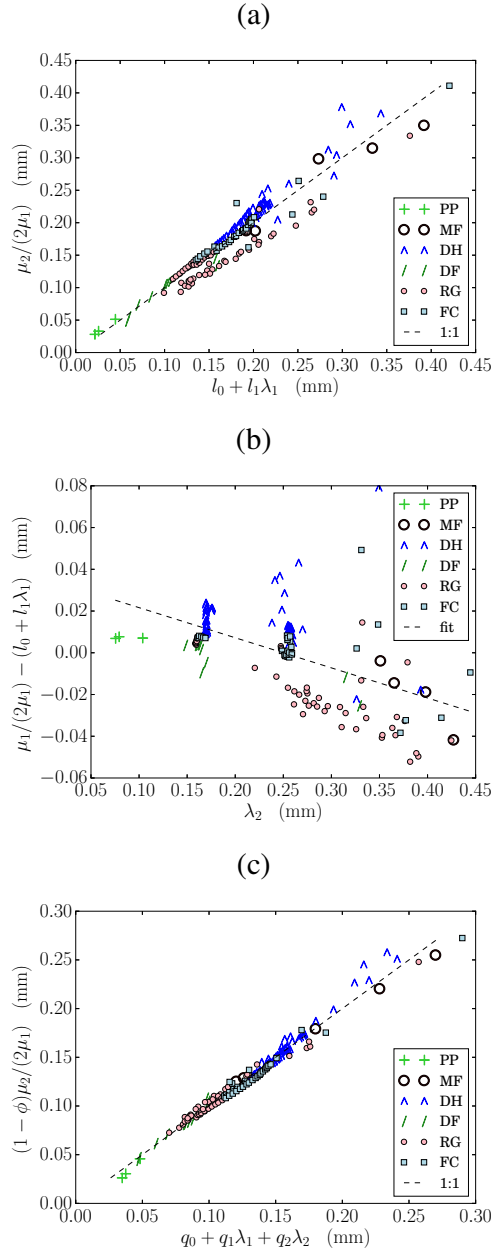 (a)
0.45
0.40
0.35
0.30
0.25
0.20
0.15
0.10
0.05
0.00
μ₂/(2μ₁) (mm)
PP
MF
DH
DF
RG
FC
1:1
0.00 0.05 0.10 0.15 0.20 0.25 0.30 0.35 0.40 0.45
l₀ + l₁λ₁ (mm)
(b)
0.08
0.06
0.04
0.02
0.00
−0.02
−0.04
−0.06
μ₁/(2μ₁) − (l₀ + l₁λ₁) (mm)
PP
MF
DH
DF
RG
FC
fit
0.05 0.10 0.15 0.20 0.25 0.30 0.35 0.40 0.45
λ₂ (mm)
(c)
0.30
0.25
0.20
0.15
0.10
0.05
0.00
(1 − ϕ)μ₂/(2μ₁) (mm)
PP
MF
DH
DF
RG
FC
1:1
0.00 0.05 0.10 0.15 0.20 0.25 0.30
q₀ + q₁λ₁ + q₂λ₂ (mm)